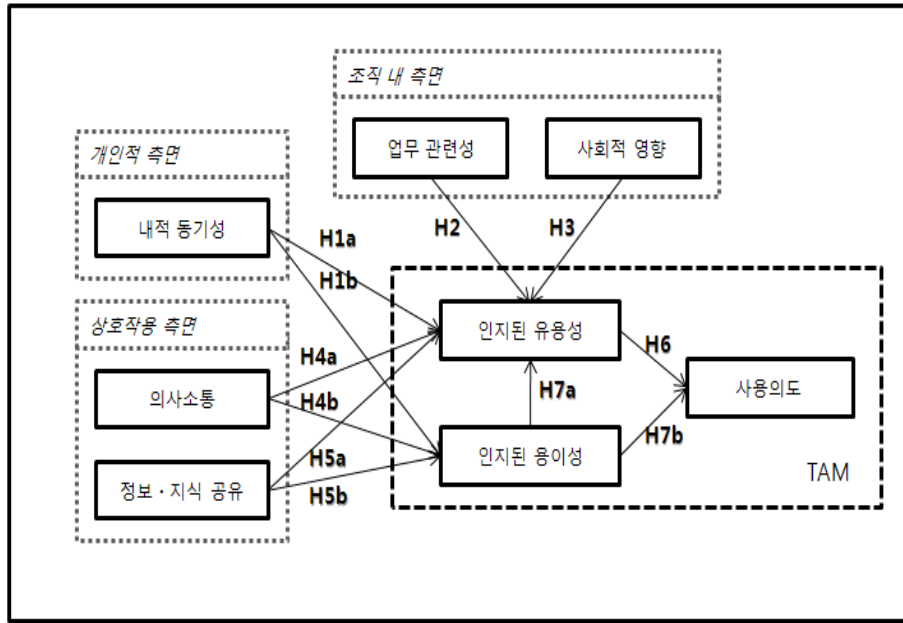 조직 내 측면
업무 관련성
사회적 영향
개인적 측면
내적 동기성
H1a
H1b
H2
H3
상호작용 측면
의사소통
정보·지식 공유
H4a
H4b
H5a
H5b
인지된 유용성
H6
H7a
사용의도
인지된 용이성
H7b
TAM